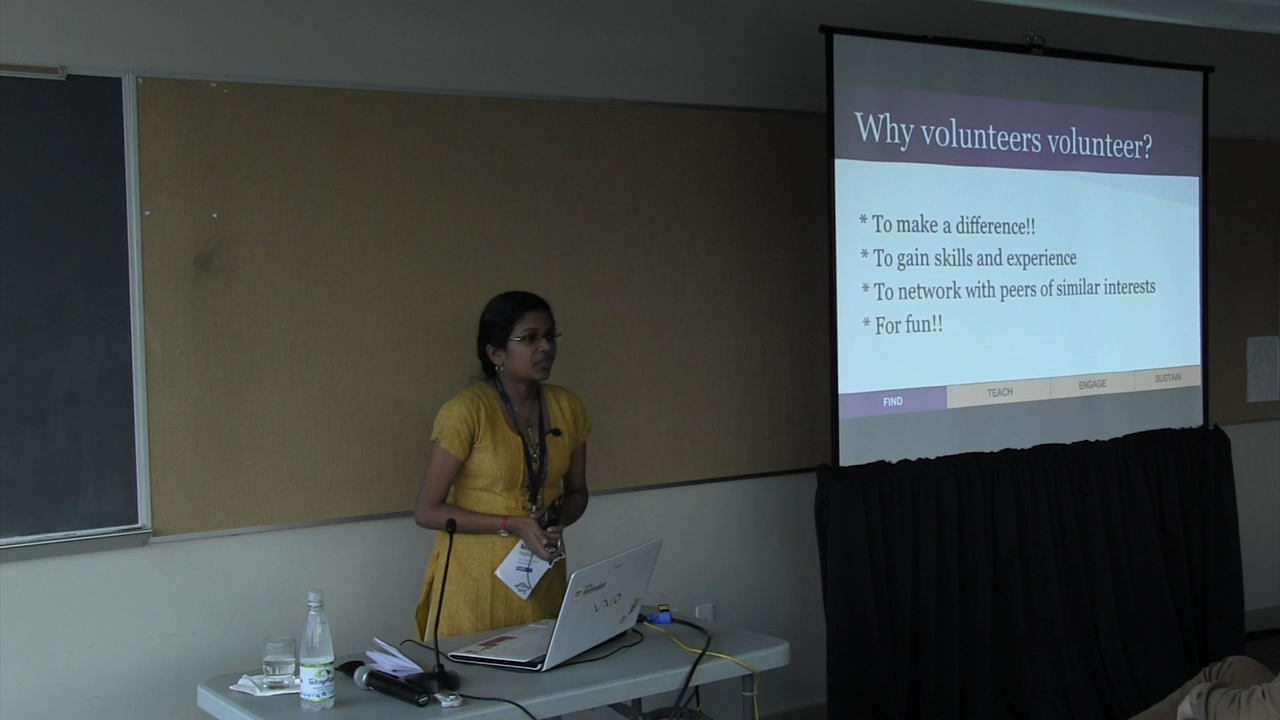 Why volunteers volunteer?
* To make a difference!!
* To gain skills and experience
* To network with peers of similar interests
* For fun!!
FIND
TEACH
ENGAGE
SUSTAIN
VAIO